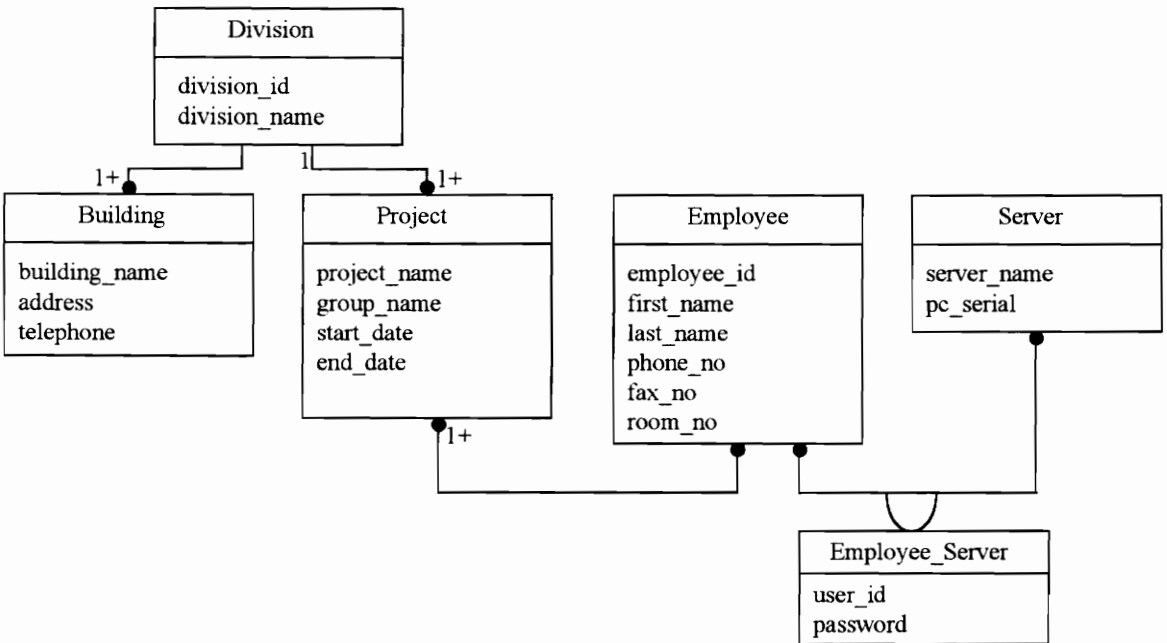 Division
division_id
division_name
1
1+
1+
Building
building_name
address
telephone
Project
project_name
group_name
start_date
end_date
1+
Employee
employee_id
first_name
last_name
phone_no
fax_no
room_no
Server
server_name
pc_serial
Employee_Server
user_id
password